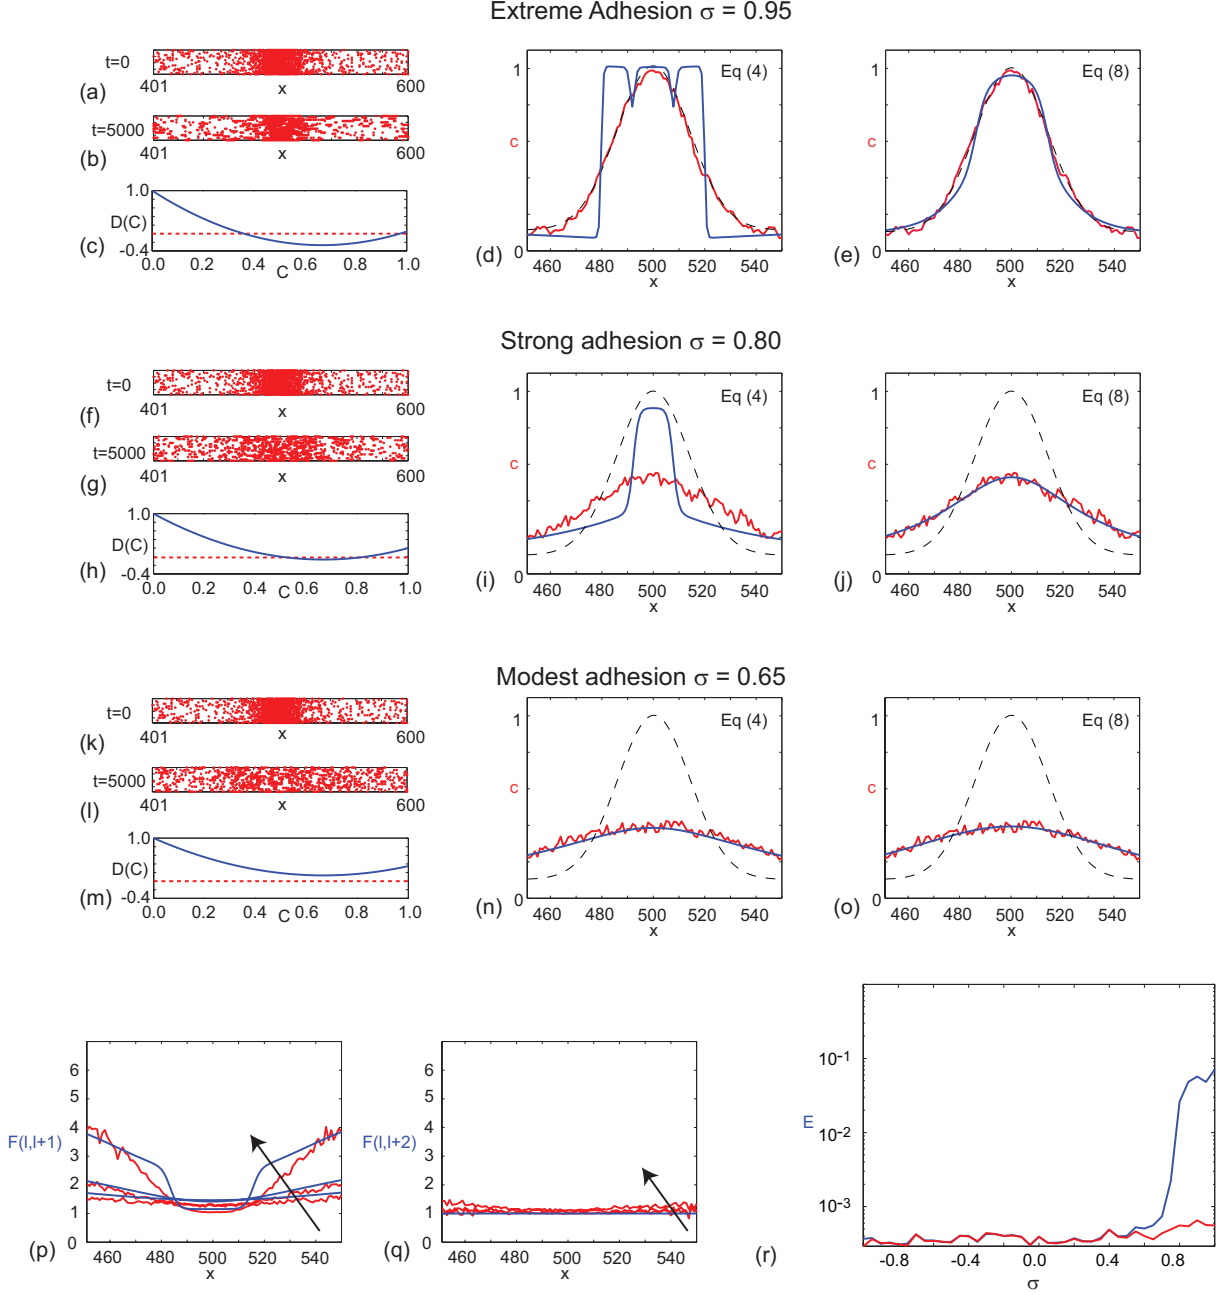 Extreme Adhesion σ = 0.95
t=0
(a)
401
x
600
t=5000
(b)
401
x
600
1.0
D(C)
-0.4
(c)
0.0 0.2 0.4 0.6 0.8 1.0
C
1
c
0
Eq (4)
(d)
460 480 500 520 540
x
1
c
0
Eq (8)
(e)
460 480 500 520 540
x
Strong adhesion σ = 0.80
t=0
(f)
401
x
600
t=5000
(g)
401
x
600
1.0
D(C)
-0.4
(h)
0.0 0.2 0.4 0.6 0.8 1.0
C
1
c
0
Eq (4)
(i)
460 480 500 520 540
x
1
c
0
Eq (8)
(j)
460 480 500 520 540
x
Modest adhesion σ = 0.65
t=0
(k)
401
x
600
t=5000
(l)
401
x
600
1.0
D(C)
-0.4
(m)
0.0 0.2 0.4 0.6 0.8 1.0
C
1
c
0
Eq (4)
(n)
460 480 500 520 540
x
1
c
0
Eq (8)
(o)
460 480 500 520 540
x
6
5
4
F(l,l+1)
3
2
1
0
(p)
460 480 500 520 540
x
6
5
4
F(l,l+2)
3
2
1
0
(q)
460 480 500 520 540
x
10-1
E
10-2
10-3
(r)
-0.8 -0.4 0.0 0.4 0.8
σ